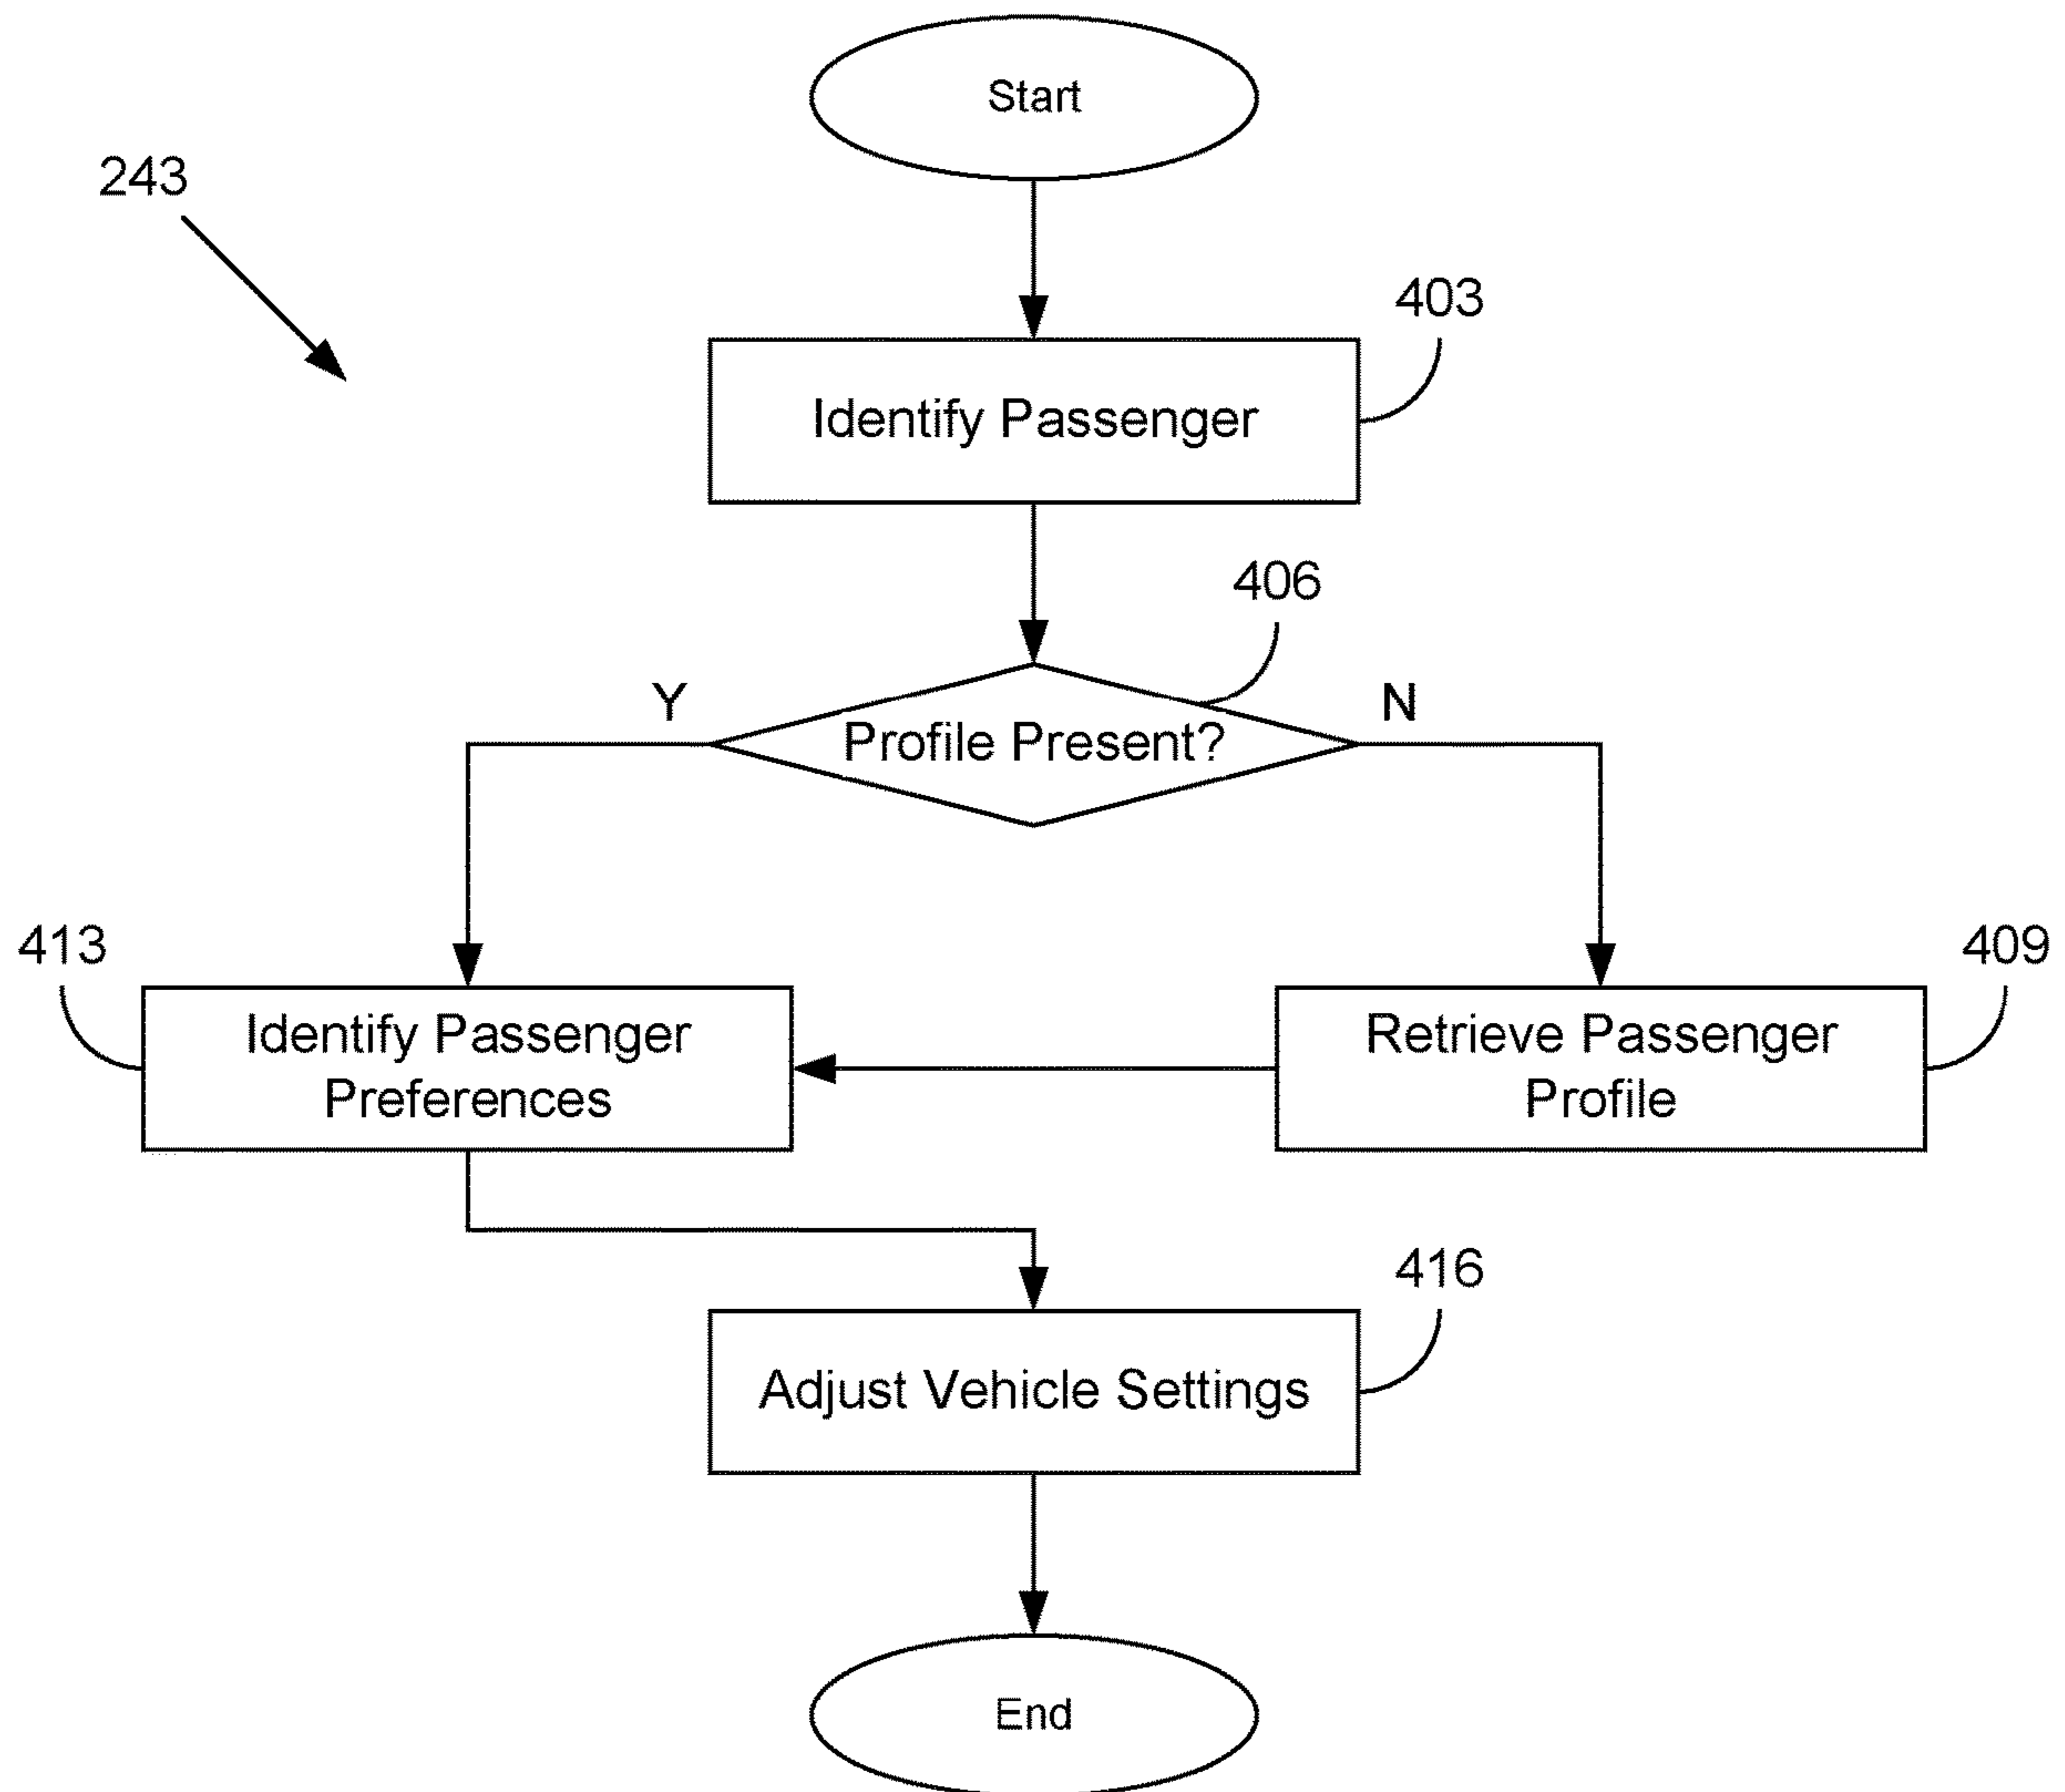 Start
243
403
Identify Passenger
406
Y
N
Profile Present?
413
409
Identify Passenger
Preferences
Retrieve Passenger
Profile
416
Adjust Vehicle Settings
End